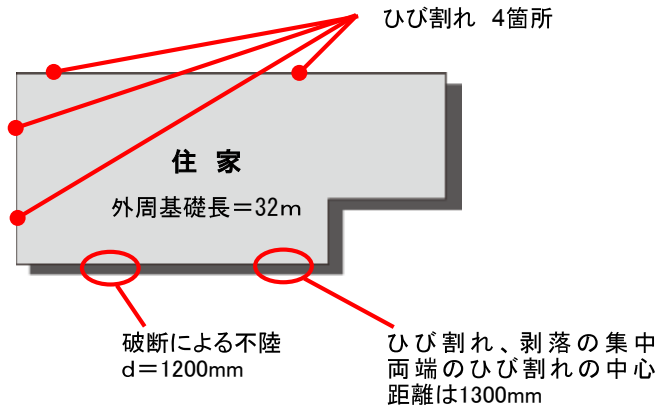 ひび割れ 4箇所
住 家
外周基礎長＝32m
破断による不陸
d＝1200mm
ひび割れ、剥落の集中
両端のひび割れの中心
距離は1300mm